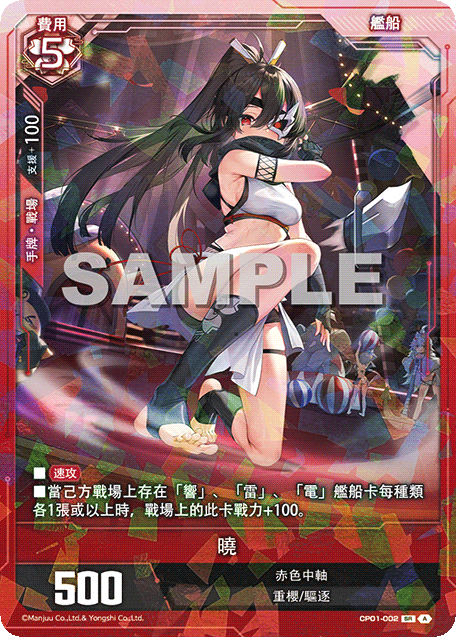 費用
5
艦船
支援+100
手牌・戰場
SAMPLE
■速攻
■當己方戰場上存在「響」、「雷」、「電」艦船卡每種類
各1張或以上時，戰場上的此卡戰力+100。
曉
500
赤色中軸
重櫻/驅逐
©Manjuu Co.,Ltd.& Yongshi Co.,Ltd.
CP01-002 SR A